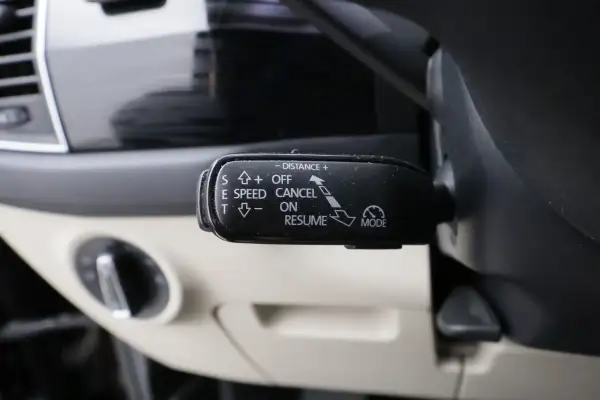 - DISTANCE +
S + OFF
E SPEED CANCEL
T - ON
RESUME MODE